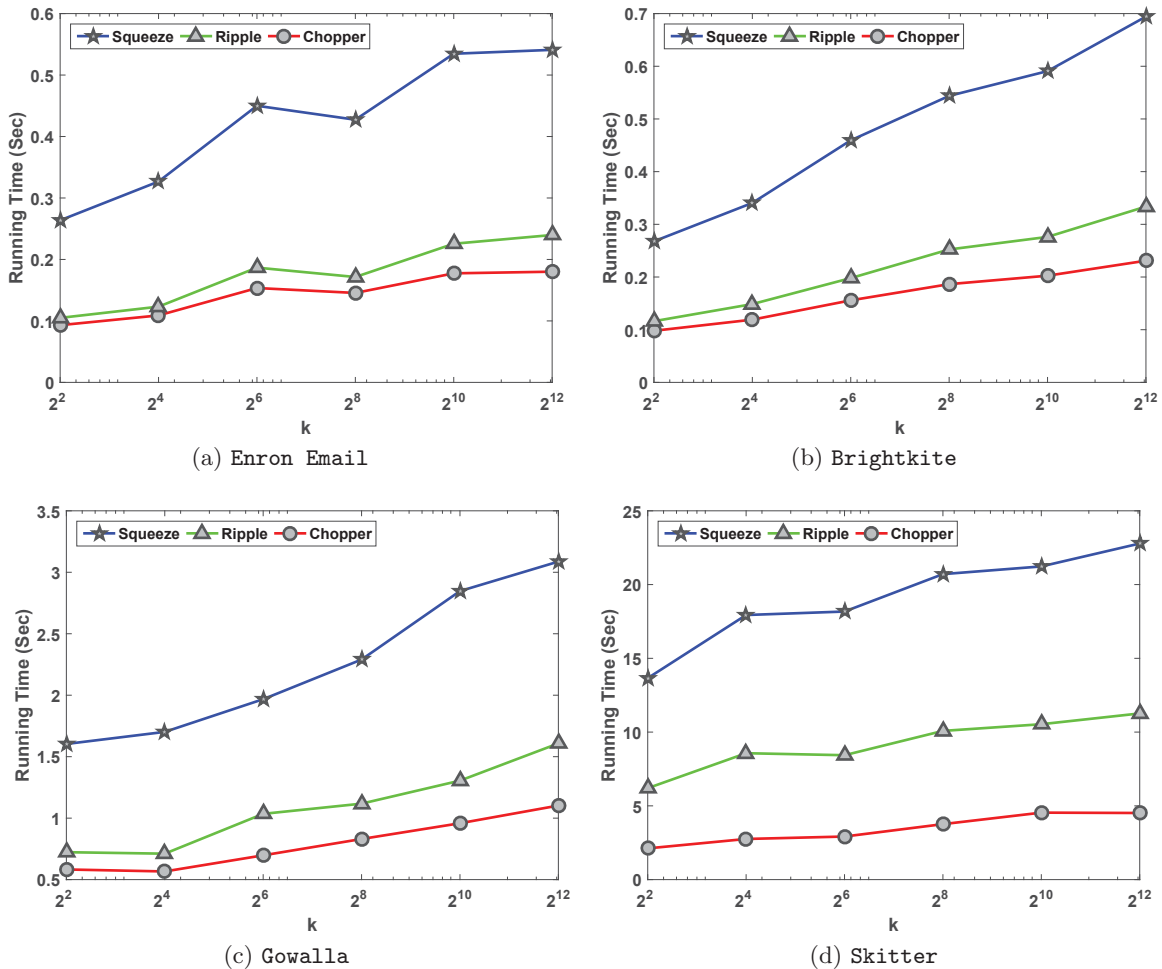 0.6
0.5
0.4
0.3
0.2
0.1
0
Running Time (Sec)
Squeeze Ripple Chopper
2^2 2^4 2^6 2^8 2^10 2^12
k
(a) Enron Email
0.7
0.6
0.5
0.4
0.3
0.2
0.1
0
Running Time (Sec)
Squeeze Ripple Chopper
2^2 2^4 2^6 2^8 2^10 2^12
k
(b) Brightkite
3.5
3
2.5
2
1.5
1
0.5
Running Time (Sec)
Squeeze Ripple Chopper
2^2 2^4 2^6 2^8 2^10 2^12
k
(c) Gowalla
25
20
15
10
5
0
Running Time (Sec)
Squeeze Ripple Chopper
2^2 2^4 2^6 2^8 2^10 2^12
k
(d) Skitter